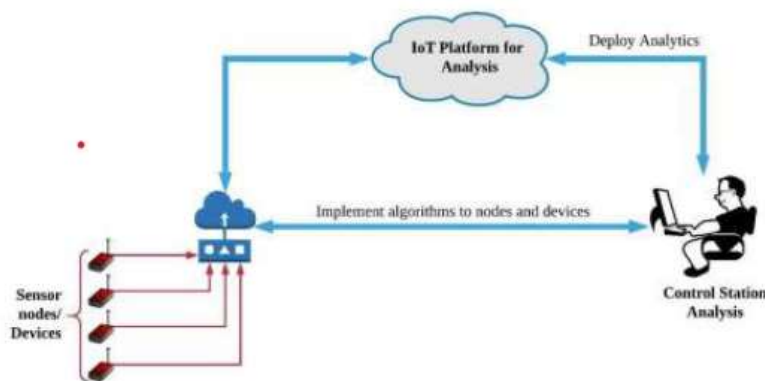 IoT Platform for
Analysis
Deploy Analytics
Implement algorithms to nodes and devices
Sensor
nodes/
Devices
Control Station
Analysis